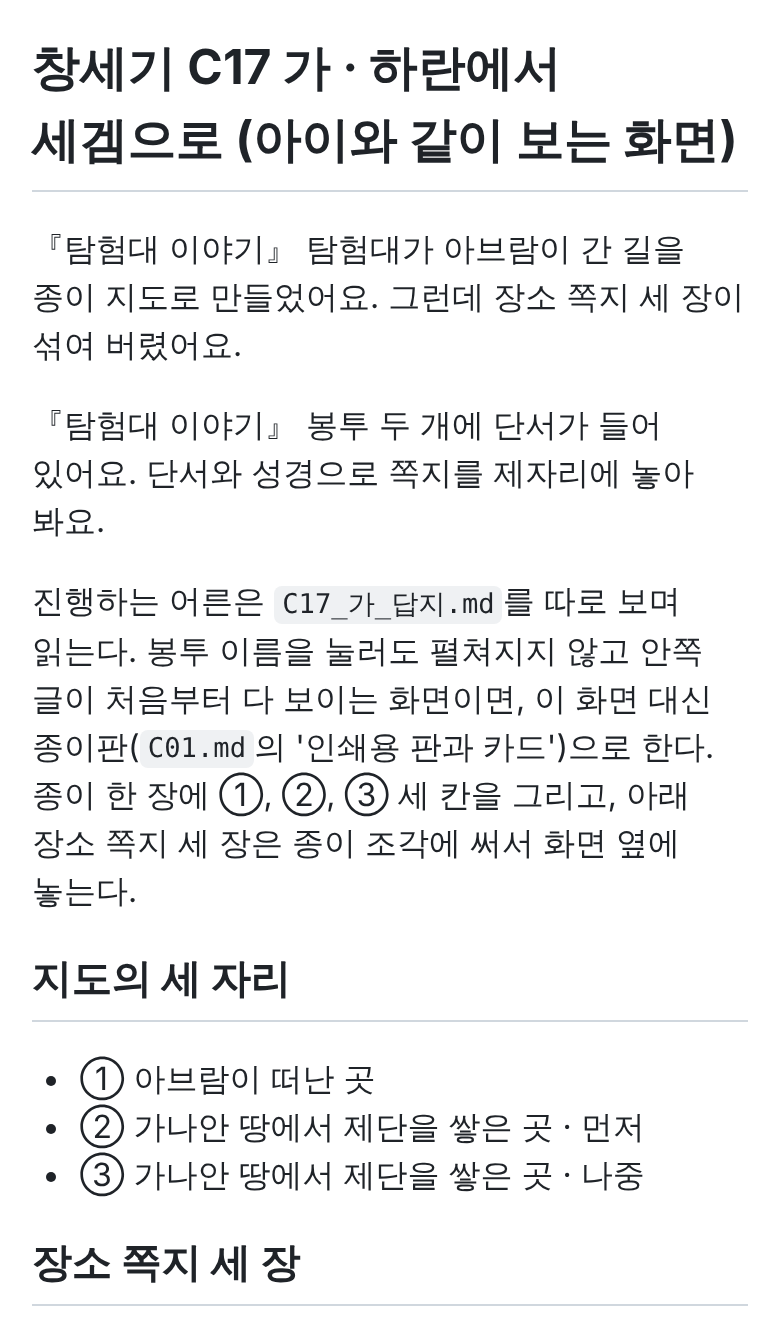 창세기 C17 가 · 하란에서
세겜으로 (아이와 같이 보는 화면)
『탐험대 이야기』 탐험대가 아브람이 간 길을
종이 지도로 만들었어요. 그런데 장소 쪽지 세 장이
섞여 버렸어요.
『탐험대 이야기』 봉투 두 개에 단서가 들어
있어요. 단서와 성경으로 쪽지를 제자리에 놓아
봐요.
진행하는 어른은 C17_가_답지.md를 따로 보며
읽는다. 봉투 이름을 눌러도 펼쳐지지 않고 안쪽
글이 처음부터 다 보이는 화면이면, 이 화면 대신
종이판(C01.md의 '인쇄용 판과 카드')으로 한다.
종이 한 장에 ①, ②, ③ 세 칸을 그리고, 아래
장소 쪽지 세 장은 종이 조각에 써서 화면 옆에
놓는다.
지도의 세 자리
• ① 아브람이 떠난 곳
• ② 가나안 땅에서 제단을 쌓은 곳 · 먼저
• ③ 가나안 땅에서 제단을 쌓은 곳 · 나중
장소 쪽지 세 장